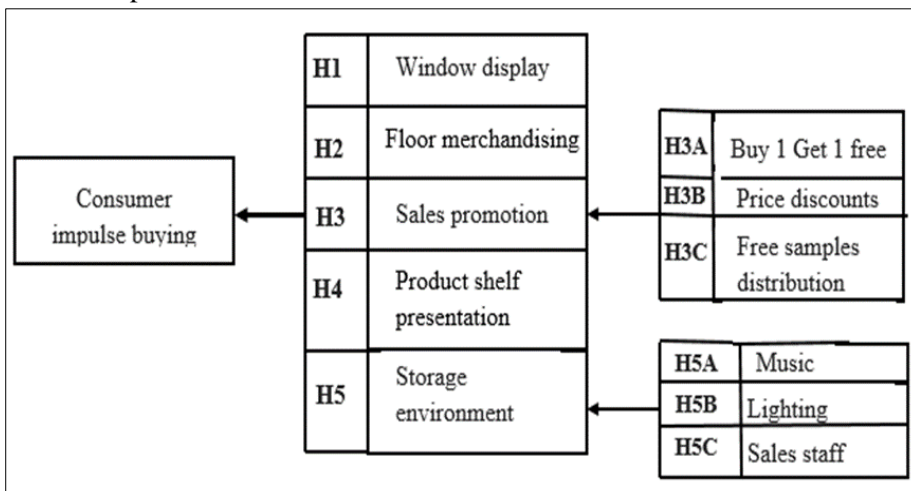 Consumer
impulse buying
H1 Window display
H2 Floor merchandising
H3 Sales promotion
H4 Product shelf
presentation
H5 Storage
environment
H3A Buy 1 Get 1 free
H3B Price discounts
H3C Free samples
distribution
H5A Music
H5B Lighting
H5C Sales staff